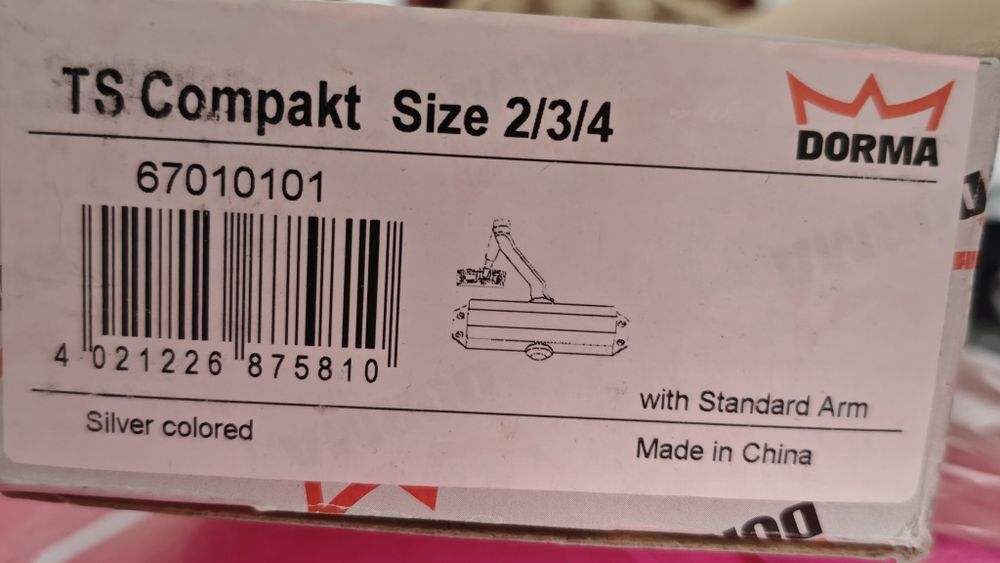 TS Compakt Size 2/3/4
DORMA
67010101
4 021226 875810
with Standard Arm
Silver colored
Made in China